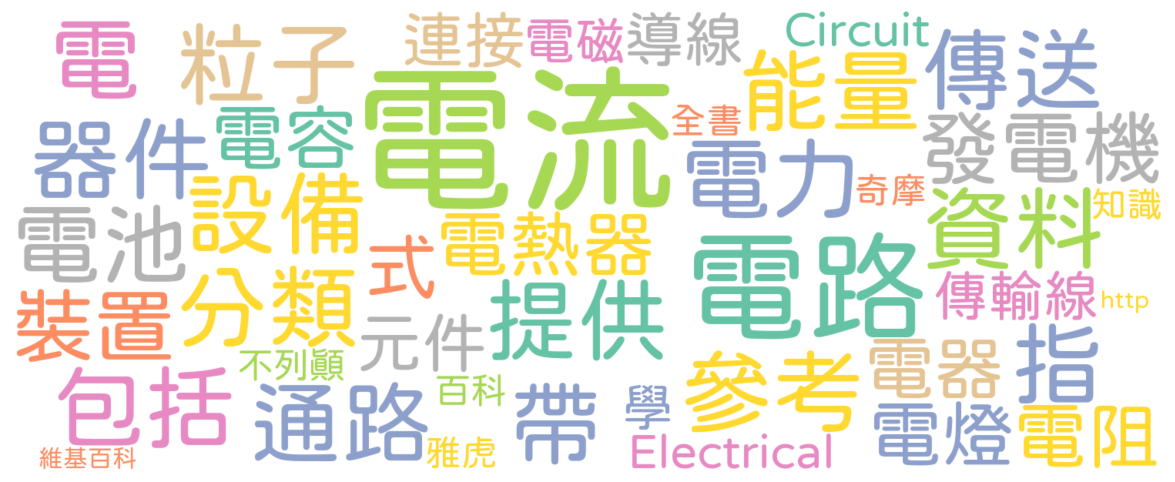 電
粒子
連接
電磁
導線
Circuit
傳送
能量
電流
全書
電容
器件
發電機
電力
奇摩
知識
設備
資料
電池
電熱器
式
電路
分類
傳輸線
http
裝置
提供
元件
指
不列顛
電器
參考
百科
包括
通路
帶
學
電燈
電阻
雅虎
Electrical
維基百科